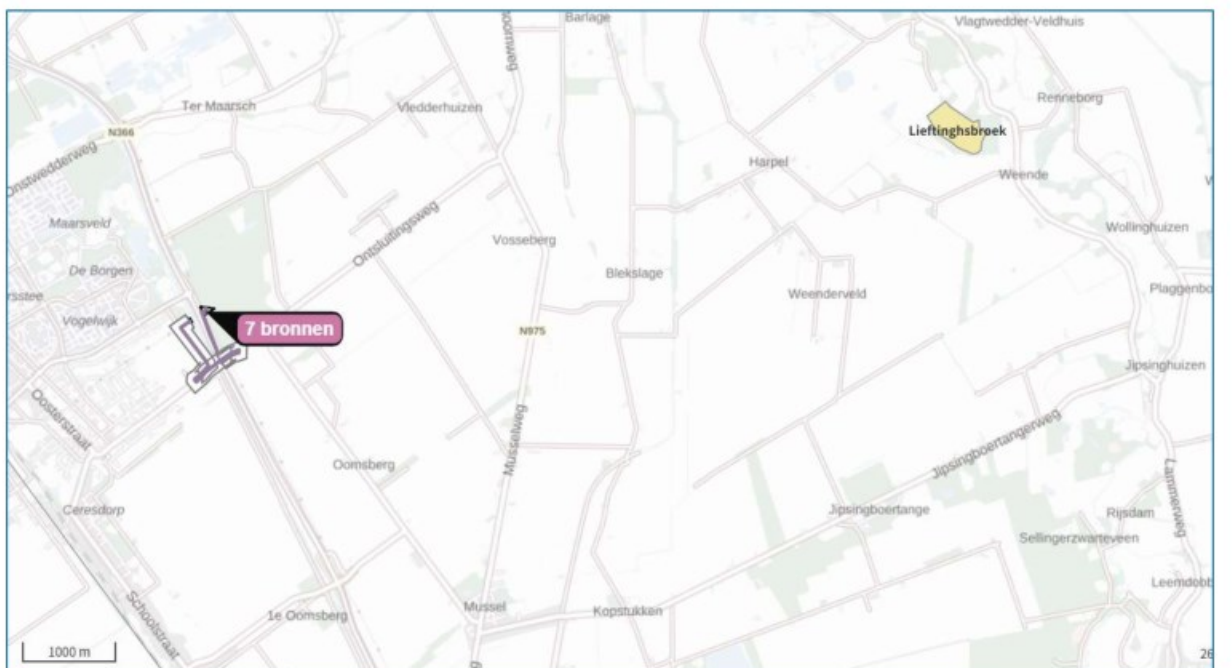 Barlage
Vlagtwedder-Veldhuis
Ter Maarsch
Vledderhuizen
Renneborg
N366
Lieftinghsbroek
Onstwedderweg
Harpel
Weende
Maarsveld
Ontsluitingsweg
Wollinghuizen
Vosseberg
De Borgen
Blekslage
Plaggenbo
rsstee
Weenderveld
Vogelwijk
7 bronnen
N975
Jipsinghuizen
Oosterstraat
Musselweg
Jipsingboertangerweg
Oomsberg
Lammerweg
Ceresdorp
Jipsingboertange
Rijsdam
Sellingerzwarteveen
Leemdobb
Schoolstraat
1e Oomsberg
Mussel
Kopstukken
1000 m
26